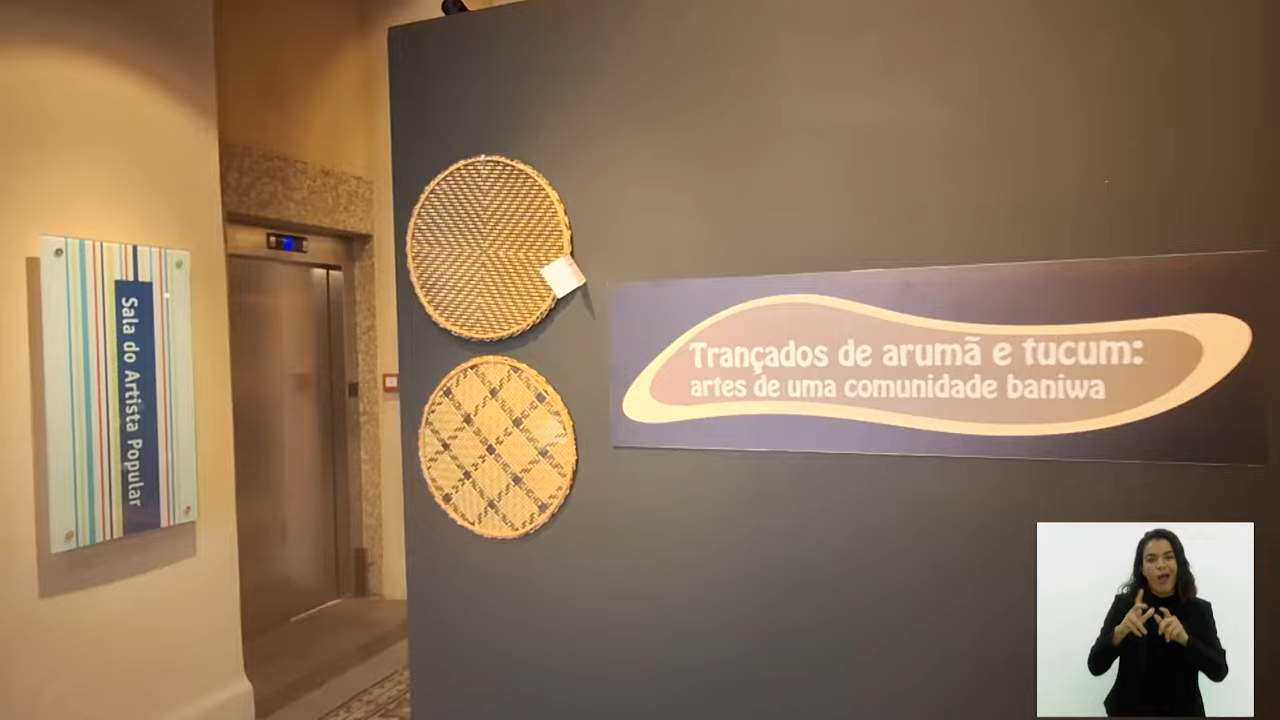 Sala do Artista Popular
Trançados de arumã e tucum:
artes de uma comunidade baniwa